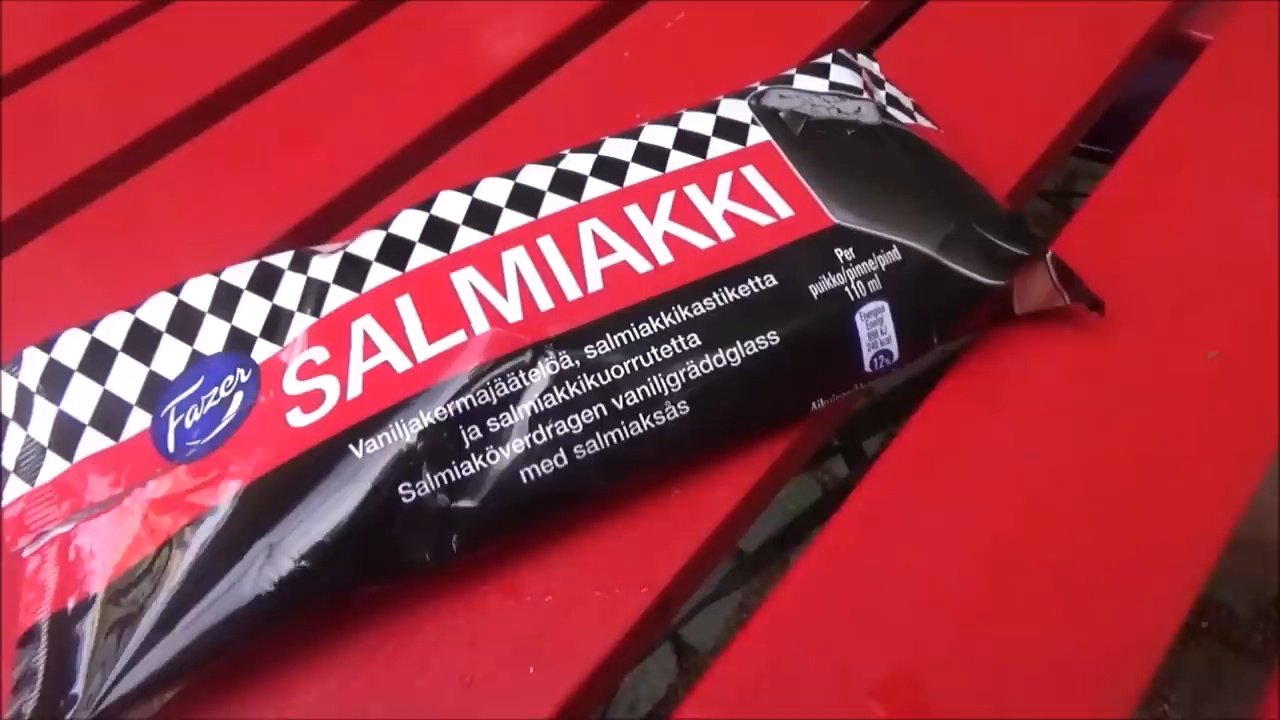 Fazer
SALMIAKKI
Vaniljakermajäätelöä, salmiakkikastiketta
ja salmiakkikuorrutetta
Salmiaköverdragen vaniljgräddglass
med salmiaksås
Per
puikko/pinne/pind
110 ml
12%